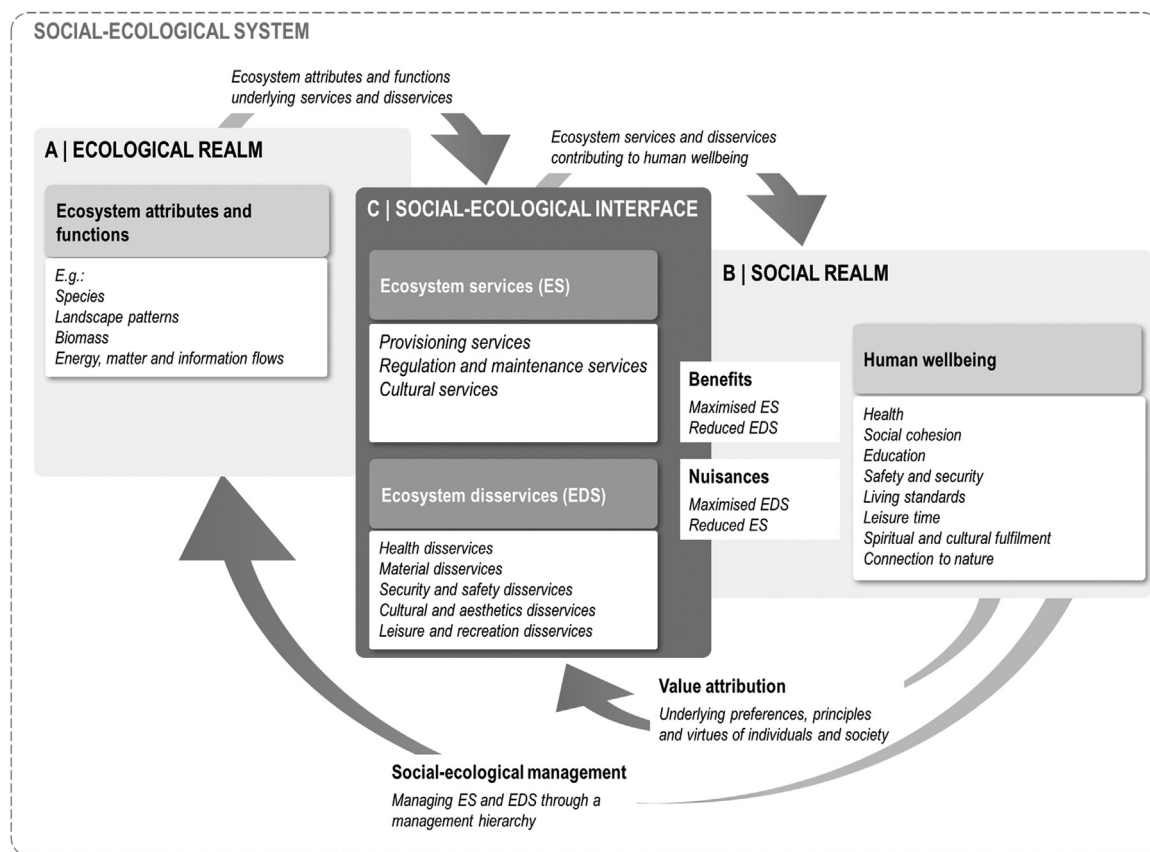 SOCIAL-ECOLOGICAL SYSTEM
Ecosystem attributes and functions
underlying services and disservices
Ecosystem services and disservices
contributing to human wellbeing
A | ECOLOGICAL REALM
Ecosystem attributes and
functions
E.g.:
Species
Landscape patterns
Biomass
Energy, matter and information flows
C | SOCIAL-ECOLOGICAL INTERFACE
Ecosystem services (ES)
Provisioning services
Regulation and maintenance services
Cultural services
Ecosystem disservices (EDS)
Health disservices
Material disservices
Security and safety disservices
Cultural and aesthetics disservices
Leisure and recreation disservices
B | SOCIAL REALM
Benefits
Maximised ES
Reduced EDS
Nuisances
Maximised EDS
Reduced ES
Human wellbeing
Health
Social cohesion
Education
Safety and security
Living standards
Leisure time
Spiritual and cultural fulfilment
Connection to nature
Value attribution
Underlying preferences, principles
and virtues of individuals and society
Social-ecological management
Managing ES and EDS through a
management hierarchy